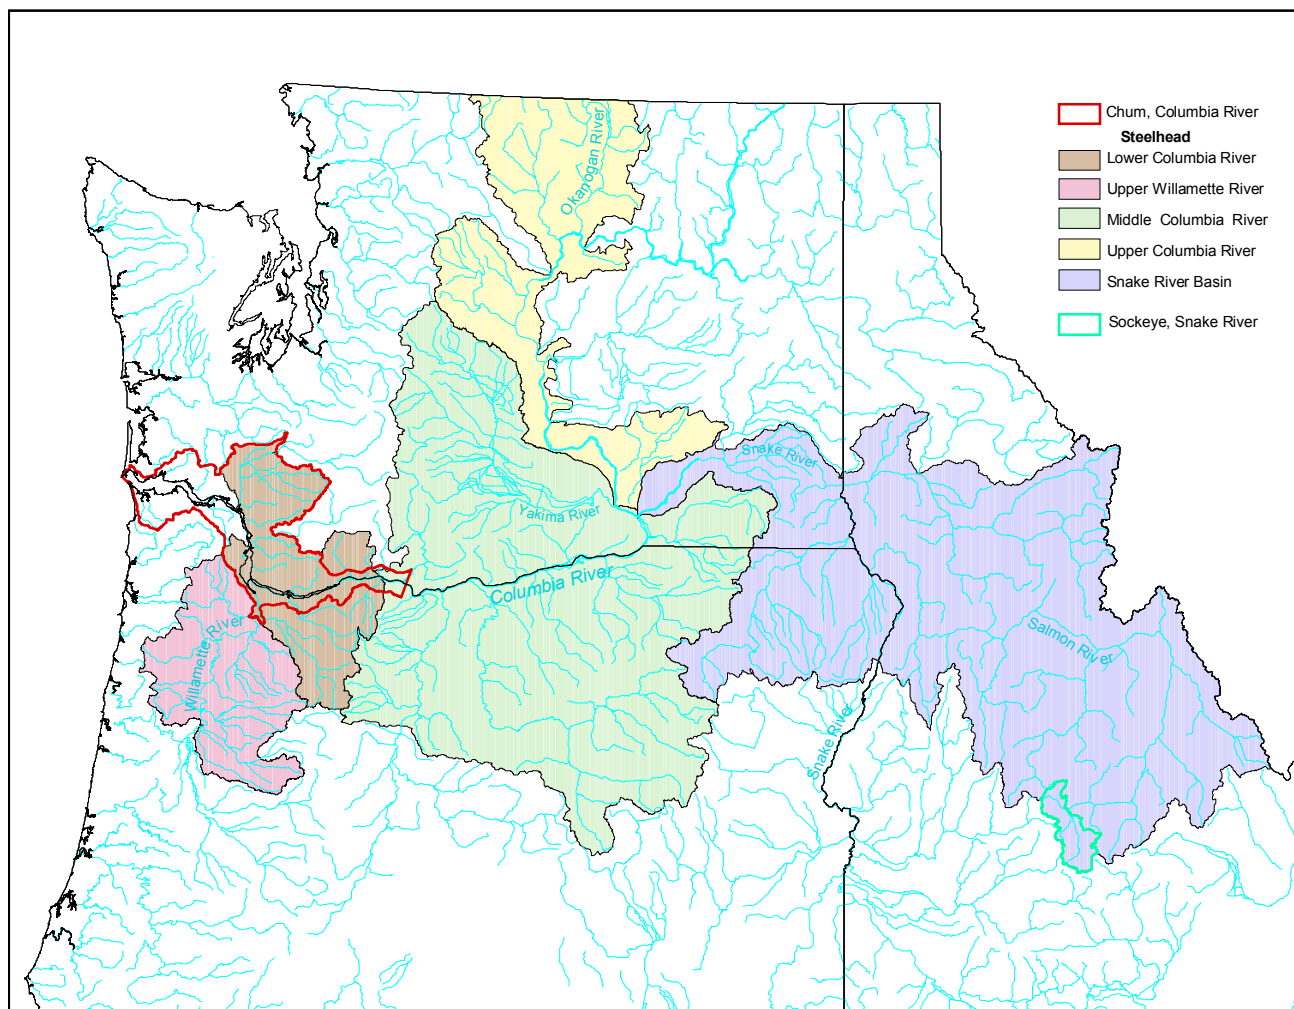 Chum, Columbia River
Steelhead
Lower Columbia River
Upper Willamette River
Middle Columbia River
Upper Columbia River
Snake River Basin
Sockeye, Snake River
Okanogan River
Snake River
Yakima River
Columbia River
Willamette River
Salmon River
Snake River